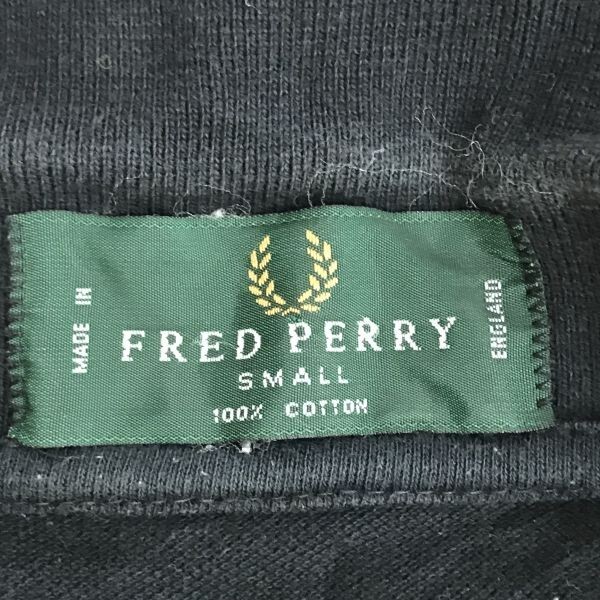 MADE IN
FRED PERRY
SMALL
100% COTTON
ENGLAND